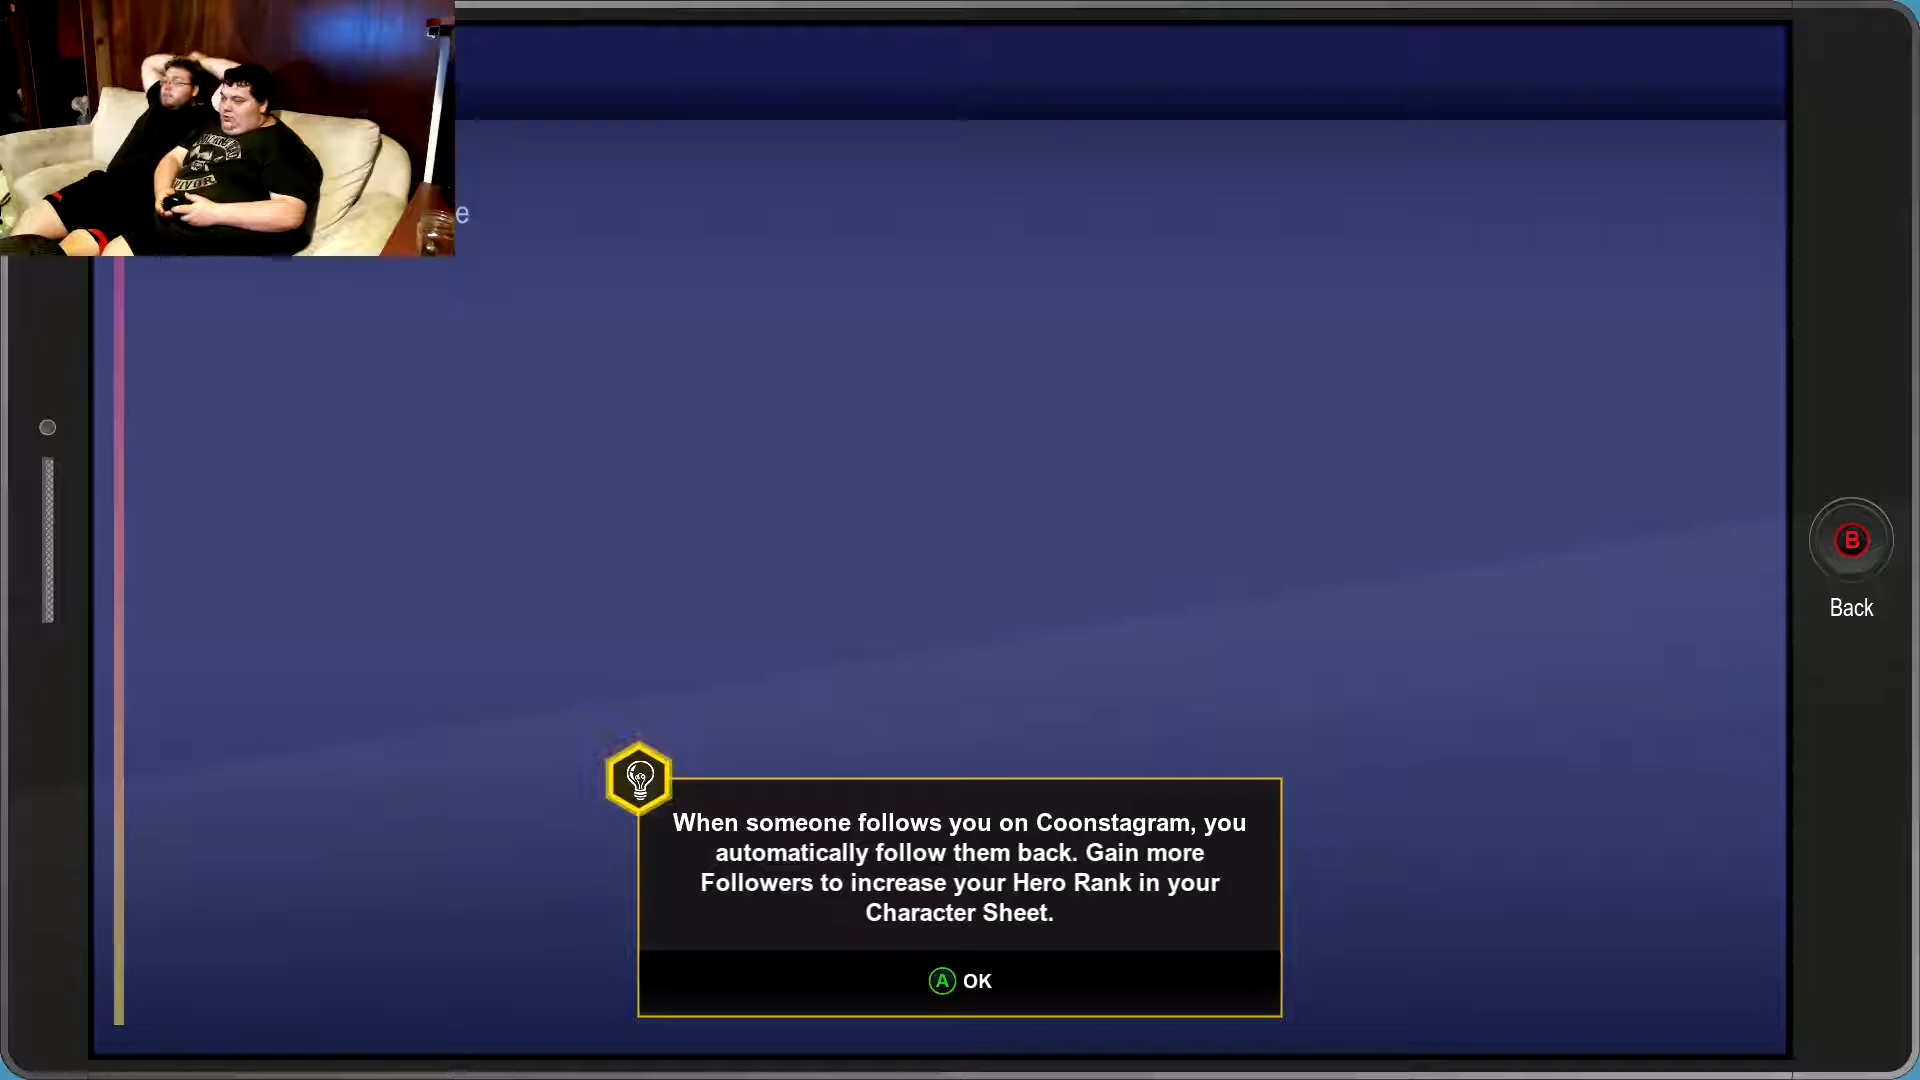 VIVOR
e
B
Back
When someone follows you on Coonstagram, you
automatically follow them back. Gain more
Followers to increase your Hero Rank in your
Character Sheet.
A OK